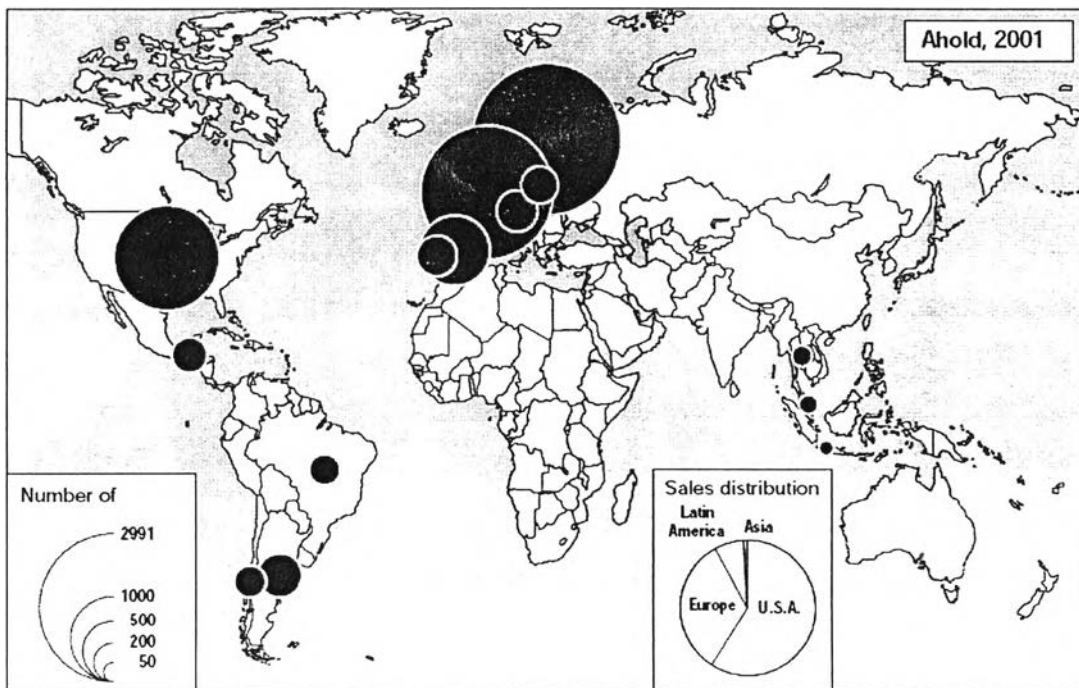 Ahold, 2001
Number of
2991
1000
500
200
50
Sales distribution
Latin
America
Asia
Europe
U.S.A.